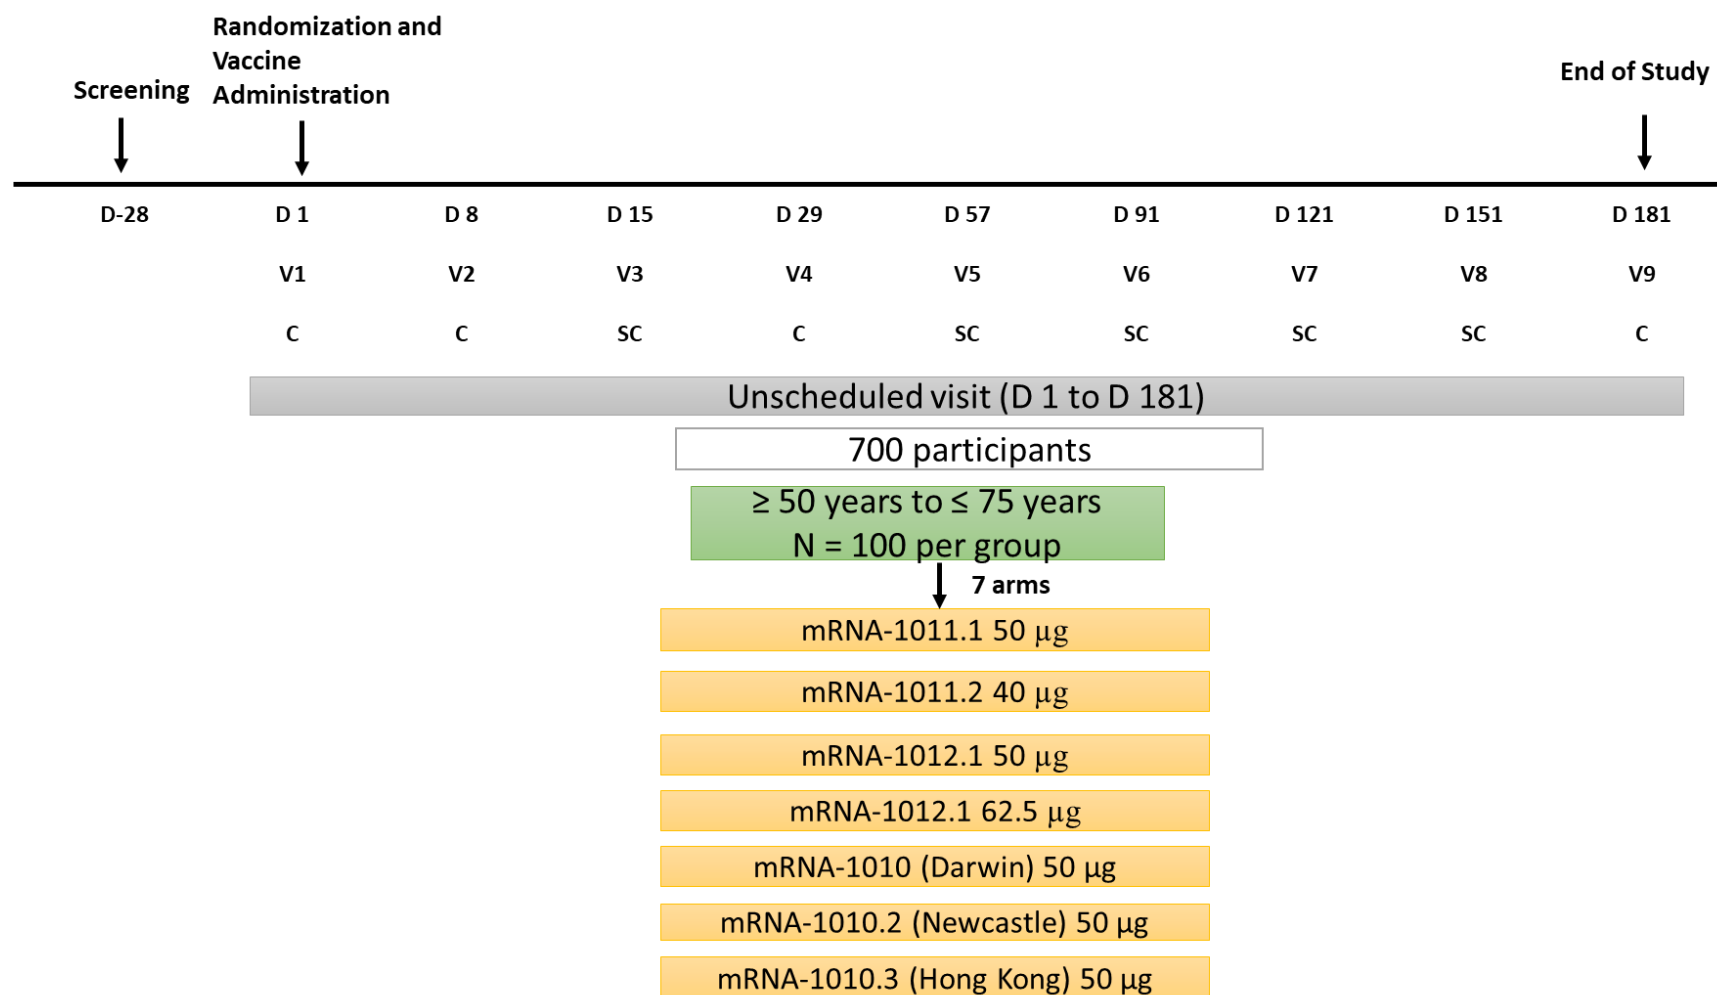 Randomization and
Vaccine
Administration
Screening
End of Study
D-28 D 1 D 8 D 15 D 29 D 57 D 91 D 121 D 151 D 181
V1 V2 V3 V4 V5 V6 V7 V8 V9
C C SC C SC SC SC SC C
Unscheduled visit (D 1 to D 181)
700 participants
≥ 50 years to ≤ 75 years
N = 100 per group
7 arms
mRNA-1011.1 50 µg
mRNA-1011.2 40 µg
mRNA-1012.1 50 µg
mRNA-1012.1 62.5 µg
mRNA-1010 (Darwin) 50 µg
mRNA-1010.2 (Newcastle) 50 µg
mRNA-1010.3 (Hong Kong) 50 µg